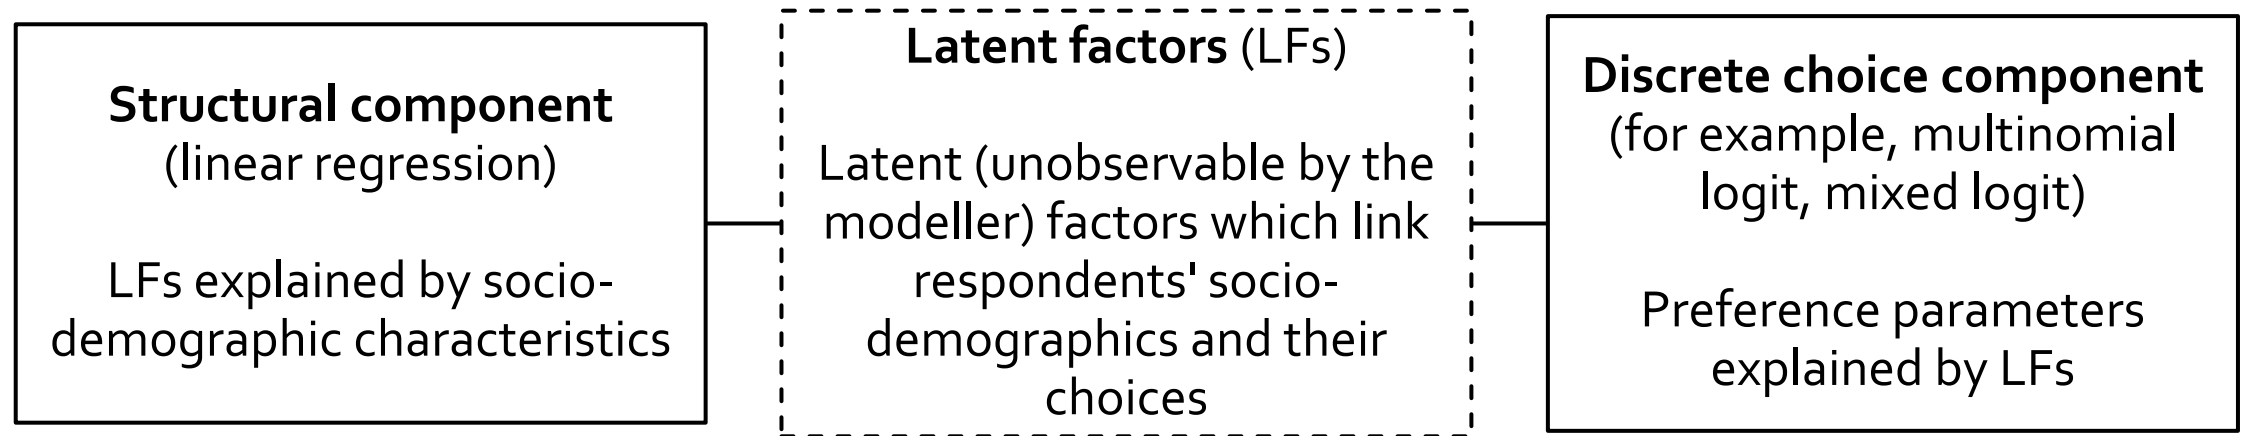 Structural component
(linear regression)
LFs explained by socio-
demographic characteristics
Latent factors (LFs)
Latent (unobservable by the
modeller) factors which link
respondents' socio-
demographics and their
choices
Discrete choice component
(for example, multinomial
logit, mixed logit)
Preference parameters
explained by LFs